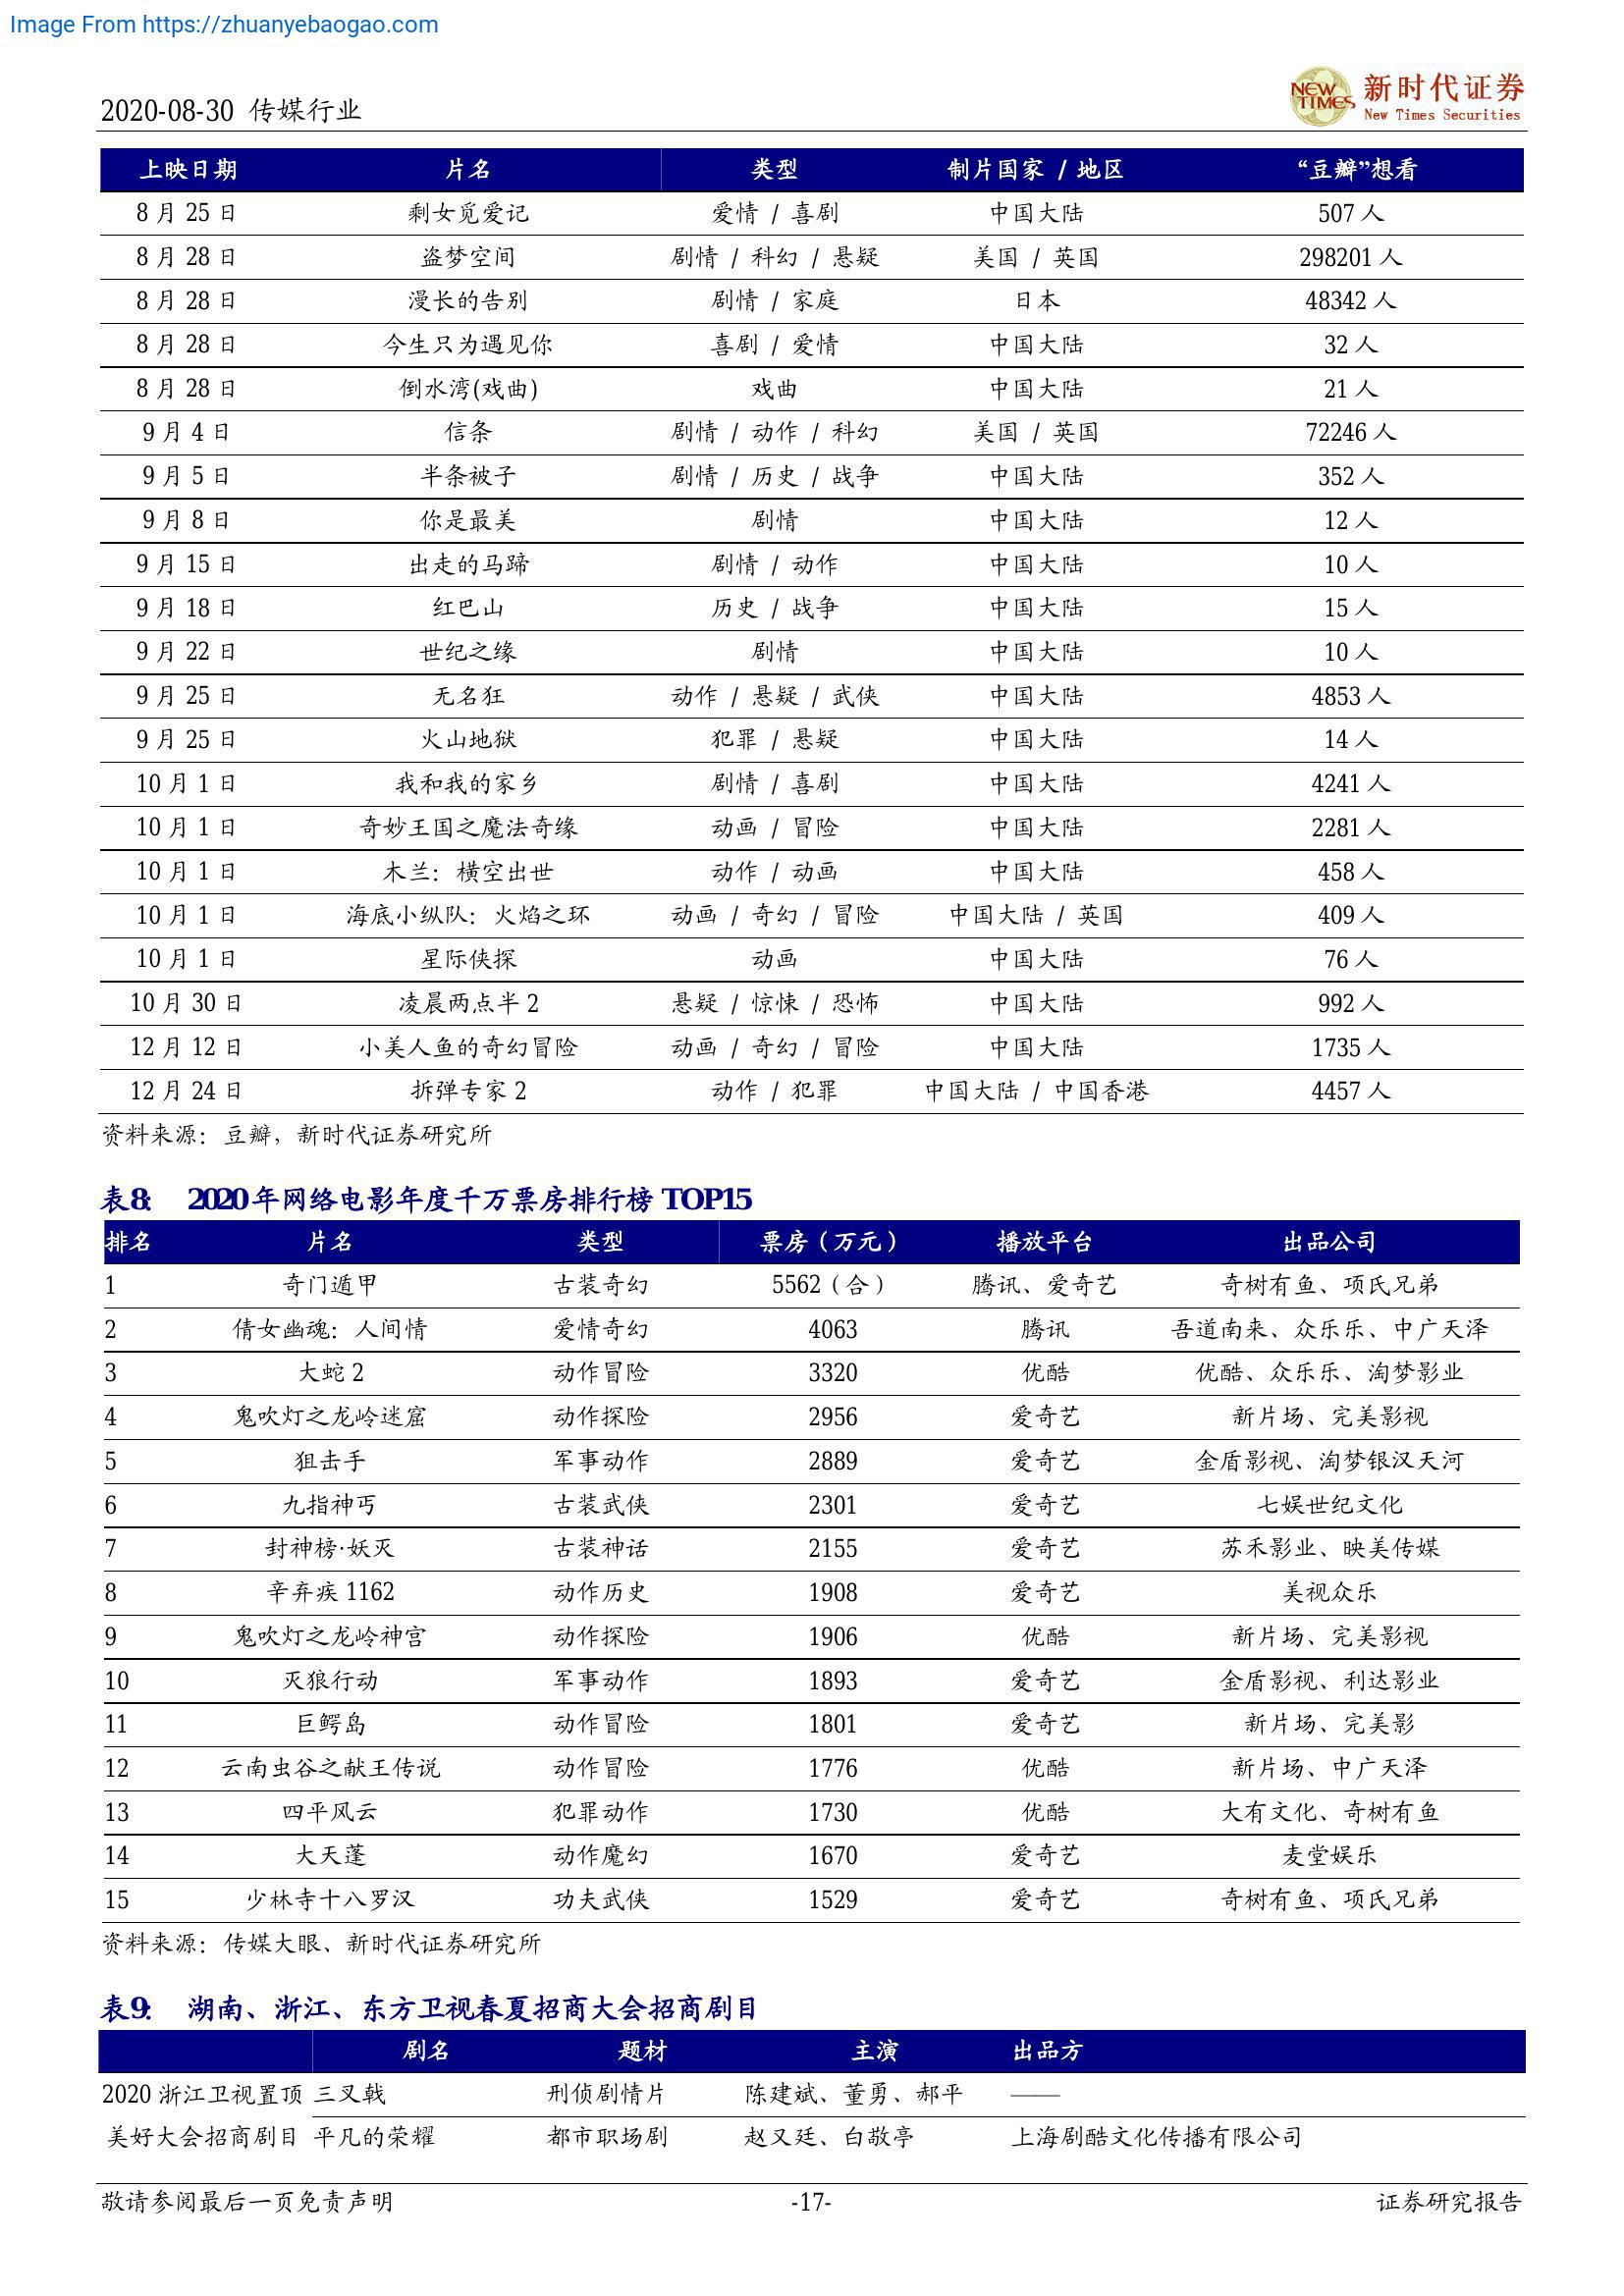 Image From https://zhuanyebaogao.com
2020-08-30 传媒行业
NEW TIMES 新时代证券
New Times Securities
上映日期 片名 类型 制片国家 / 地区 “豆瓣”想看
8 月 25 日 剩女觅爱记 爱情 / 喜剧 中国大陆 507 人
8 月 28 日 盗梦空间 剧情 / 科幻 / 悬疑 美国 / 英国 298201 人
8 月 28 日 漫长的告别 剧情 / 家庭 日本 48342 人
8 月 28 日 今生只为遇见你 喜剧 / 爱情 中国大陆 32 人
8 月 28 日 倒水湾(戏曲) 戏曲 中国大陆 21 人
9 月 4 日 信条 剧情 / 动作 / 科幻 美国 / 英国 72246 人
9 月 5 日 半条被子 剧情 / 历史 / 战争 中国大陆 352 人
9 月 8 日 你是最美 剧情 中国大陆 12 人
9 月 15 日 出走的马蹄 剧情 / 动作 中国大陆 10 人
9 月 18 日 红巴山 历史 / 战争 中国大陆 15 人
9 月 22 日 世纪之缘 剧情 中国大陆 10 人
9 月 25 日 无名狂 动作 / 悬疑 / 武侠 中国大陆 4853 人
9 月 25 日 火山地狱 犯罪 / 悬疑 中国大陆 14 人
10 月 1 日 我和我的家乡 剧情 / 喜剧 中国大陆 4241 人
10 月 1 日 奇妙王国之魔法奇缘 动画 / 冒险 中国大陆 2281 人
10 月 1 日 木兰：横空出世 动作 / 动画 中国大陆 458 人
10 月 1 日 海底小纵队：火焰之环 动画 / 奇幻 / 冒险 中国大陆 / 英国 409 人
10 月 1 日 星际侠探 动画 中国大陆 76 人
10 月 30 日 凌晨两点半 2 悬疑 / 惊悚 / 恐怖 中国大陆 992 人
12 月 12 日 小美人鱼的奇幻冒险 动画 / 奇幻 / 冒险 中国大陆 1735 人
12 月 24 日 拆弹专家 2 动作 / 犯罪 中国大陆 / 中国香港 4457 人
资料来源：豆瓣，新时代证券研究所
表8： 2020 年网络电影年度千万票房排行榜 TOP15
排名 片名 类型 票房（万元） 播放平台 出品公司
1 奇门遁甲 古装奇幻 5562（合） 腾讯、爱奇艺 奇树有鱼、项氏兄弟
2 倩女幽魂：人间情 爱情奇幻 4063 腾讯 吾道南来、众乐乐、中广天泽
3 大蛇 2 动作冒险 3320 优酷 优酷、众乐乐、淘梦影业
4 鬼吹灯之龙岭迷窟 动作探险 2956 爱奇艺 新片场、完美影视
5 狙击手 军事动作 2889 爱奇艺 金盾影视、淘梦银汉天河
6 九指神丐 古装武侠 2301 爱奇艺 七娱世纪文化
7 封神榜·妖灭 古装神话 2155 爱奇艺 苏禾影业、映美传媒
8 辛弃疾 1162 动作历史 1908 爱奇艺 美视众乐
9 鬼吹灯之龙岭神宫 动作探险 1906 优酷 新片场、完美影视
10 灭狼行动 军事动作 1893 爱奇艺 金盾影视、利达影业
11 巨鳄岛 动作冒险 1801 爱奇艺 新片场、完美影
12 云南虫谷之献王传说 动作冒险 1776 优酷 新片场、中广天泽
13 四平风云 犯罪动作 1730 优酷 大有文化、奇树有鱼
14 大天蓬 动作魔幻 1670 爱奇艺 麦堂娱乐
15 少林寺十八罗汉 功夫武侠 1529 爱奇艺 奇树有鱼、项氏兄弟
资料来源：传媒大眼、新时代证券研究所
表9： 湖南、浙江、东方卫视春夏招商大会招商剧目
剧名 题材 主演 出品方
2020 浙江卫视置顶 三叉戟 刑侦剧情片 陈建斌、董勇、郝平 ——
美好大会招商剧目 平凡的荣耀 都市职场剧 赵又廷、白敬亭 上海剧酷文化传播有限公司
敬请参阅最后一页免责声明 -17- 证券研究报告